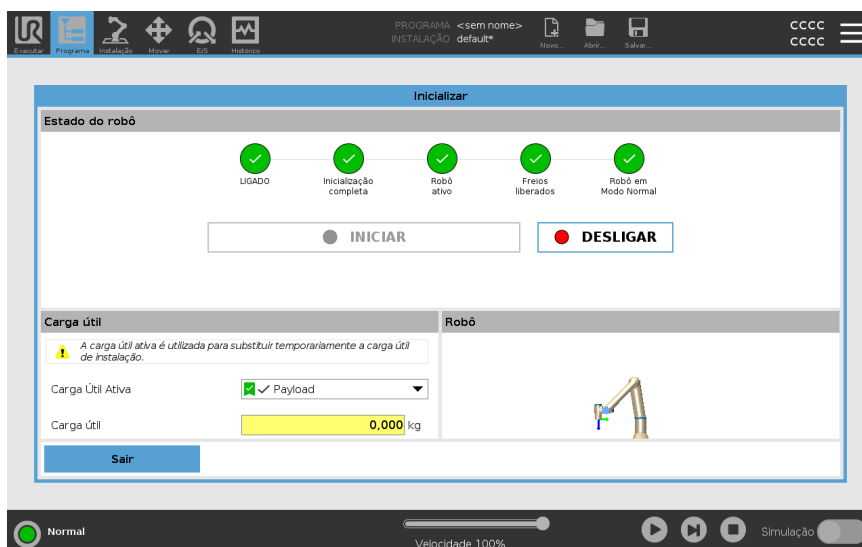 PROGRAMA <sem nome>
INSTALAÇÃO default*
cccc
cccc
Executar Programa Instalação Mover E/S Histórico Novo... Abrir... Salvar...
Inicializar
Estado do robô
LIGADO
Inicialização completa
Robô ativo
Freios liberados
Robô em Modo Normal
INICIAR
DESLIGAR
Carga útil
Robô
A carga útil ativa é utilizada para substituir temporariamente a carga útil
de instalação.
Carga Útil Ativa
Payload
Carga útil
0,000 kg
Sair
Normal
Velocidade 100%
Simulação